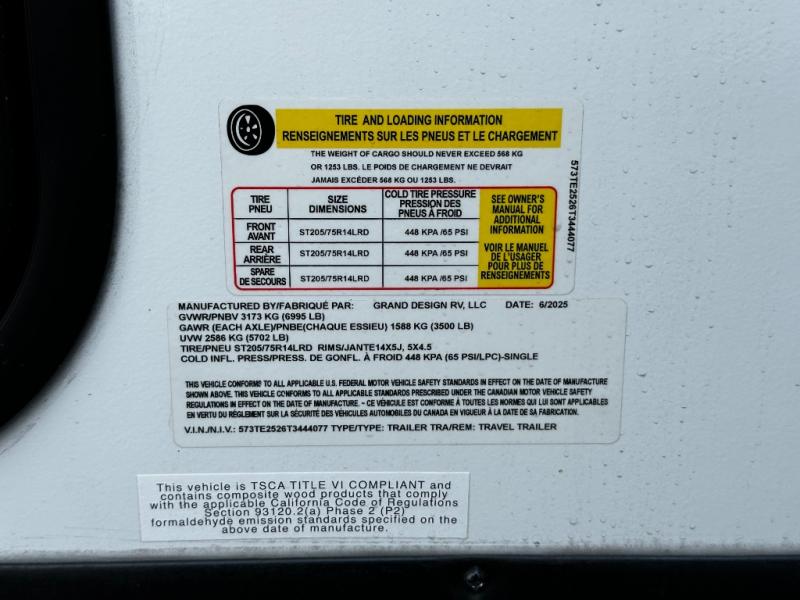 TIRE AND LOADING INFORMATION
RENSEIGNEMENTS SUR LES PNEUS ET LE CHARGEMENT
THE WEIGHT OF CARGO SHOULD NEVER EXCEED 568 KG
OR 1253 LBS. LE POIDS DE CHARGEMENT NE DEVRAIT
JAMAIS EXCÉDER 568 KG OU 1253 LBS.
573TE2526T3444077
TIRE SIZE COLD TIRE PRESSURE
PNEU DIMENSIONS PRESSION DES
PNEUS À FROID
FRONT
AVANT ST205/75R14LRD 448 KPA /65 PSI
REAR
ARRIÈRE ST205/75R14LRD 448 KPA /65 PSI
SPARE
DE SECOURS ST205/75R14LRD 448 KPA /65 PSI
SEE OWNER'S
MANUAL FOR
ADDITIONAL
INFORMATION
VOIR LE MANUEL
DE L'USAGER
POUR PLUS DE
RENSEIGNEMENTS
MANUFACTURED BY/FABRIQUÉ PAR: GRAND DESIGN RV, LLC DATE: 6/2025
GVWR/PNBV 3173 KG (6995 LB)
GAWR (EACH AXLE)/PNBE(CHAQUE ESSIEU) 1588 KG (3500 LB)
UVW 2586 KG (5702 LB)
TIRE/PNEU ST205/75R14LRD RIMS/JANTE14X5J, 5X4.5
COLD INFL. PRESS/PRESS. DE GONFL. À FROID 448 KPA (65 PSI/LPC)-SINGLE
THIS VEHICLE CONFORMS TO ALL APPLICABLE U.S. FEDERAL MOTOR VEHICLE SAFETY STANDARDS IN EFFECT ON THE DATE OF MANUFACTURE
SHOWN ABOVE. THIS VEHICLE CONFORMS TO ALL APPLICABLE STANDARDS PRESCRIBED UNDER THE CANADIAN MOTOR VEHICLE SAFETY
REGULATIONS IN EFFECT ON THE DATE OF MANUFACTURE. - CE VÉHICULE EST CONFORME À TOUTES LES NORMES QUI LUI SONT APPLICABLES
EN VERTU DU RÈGLEMENT SUR LA SÉCURITÉ DES VÉHICULES AUTOMOBILES DU CANADA EN VIGUEUR À LA DATE DE SA FABRICATION.
V.I.N./N.I.V.: 573TE2526T3444077 TYPE/TYPE: TRAILER TRA/REM: TRAVEL TRAILER
This vehicle is TSCA TITLE VI COMPLIANT and
contains composite wood products that comply
with the applicable California Code of Regulations
Section 93120.2(a) Phase 2 (P2)
formaldehyde emission standards specified on the
above date of manufacture.